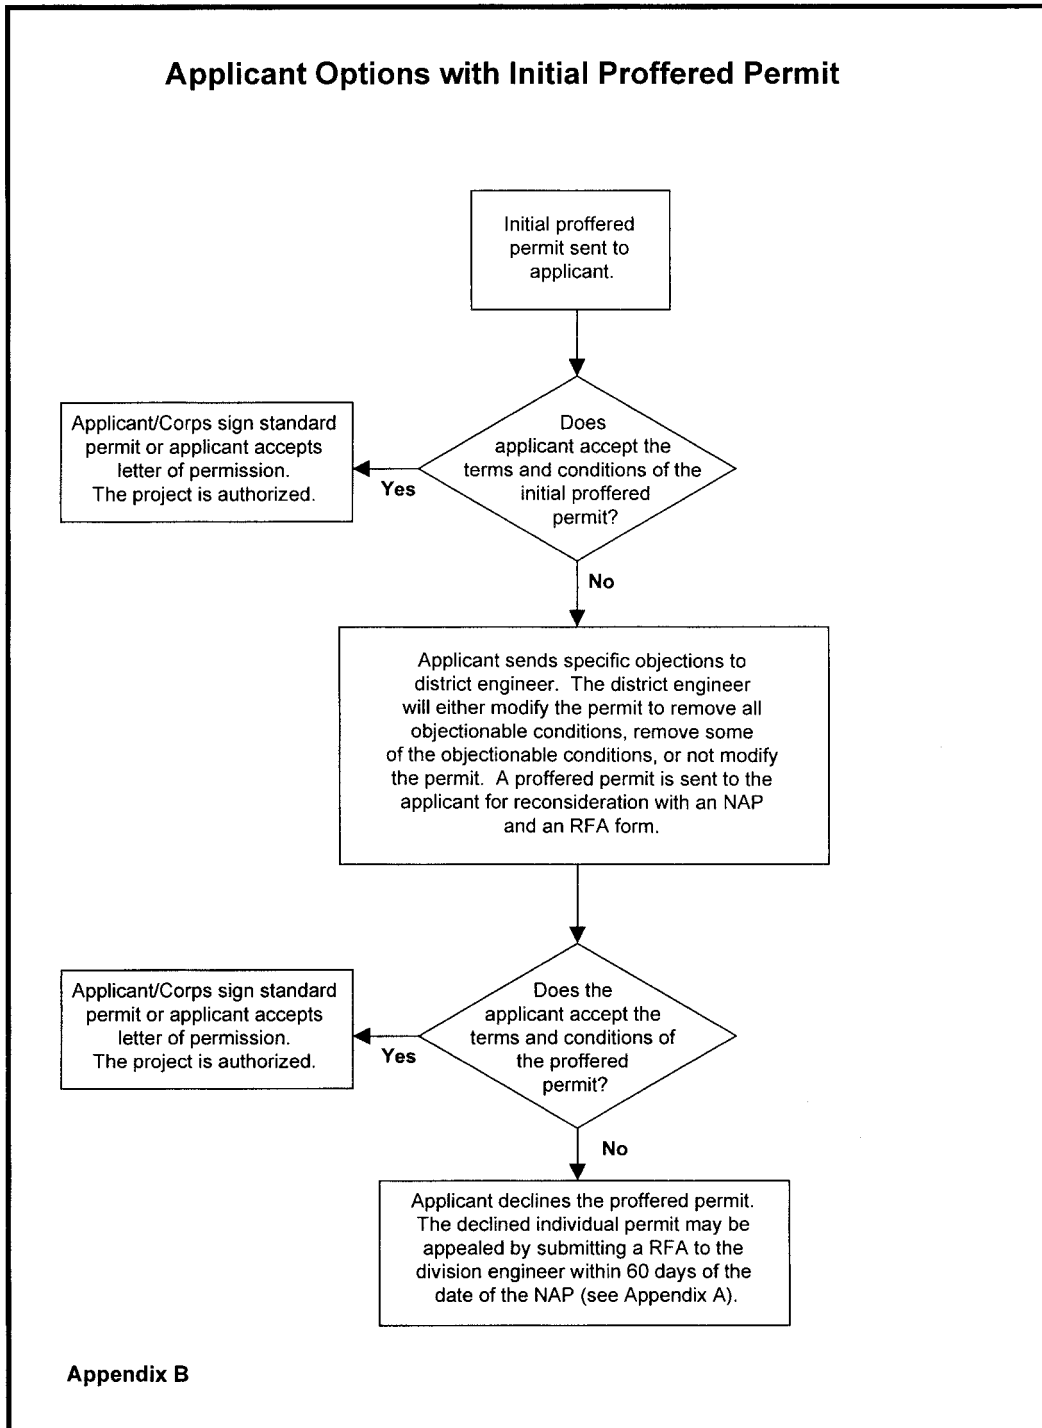 Applicant Options with Initial Proffered Permit
Initial proffered
permit sent to
applicant.
Does
applicant accept the
terms and conditions of the
initial proffered
permit?
Yes
Applicant/Corps sign standard
permit or applicant accepts
letter of permission.
The project is authorized.
No
Applicant sends specific objections to
district engineer. The district engineer
will either modify the permit to remove all
objectionable conditions, remove some
of the objectionable conditions, or not modify
the permit. A proffered permit is sent to the
applicant for reconsideration with an NAP
and an RFA form.
Does the
applicant accept the
terms and conditions of
the proffered
permit?
Yes
Applicant/Corps sign standard
permit or applicant accepts
letter of permission.
The project is authorized.
No
Applicant declines the proffered permit.
The declined individual permit may be
appealed by submitting a RFA to the
division engineer within 60 days of the
date of the NAP (see Appendix A).
Appendix B